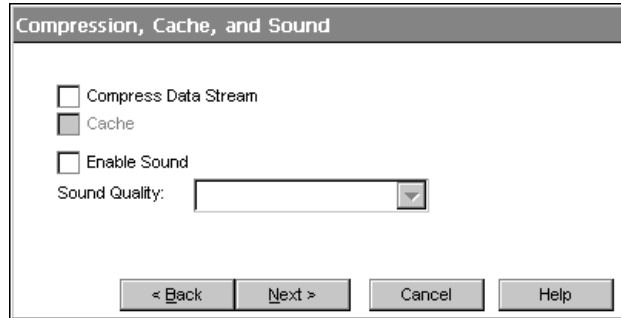 Compression, Cache, and Sound
Compress Data Stream
Cache
Enable Sound
Sound Quality:
< Back Next > Cancel Help